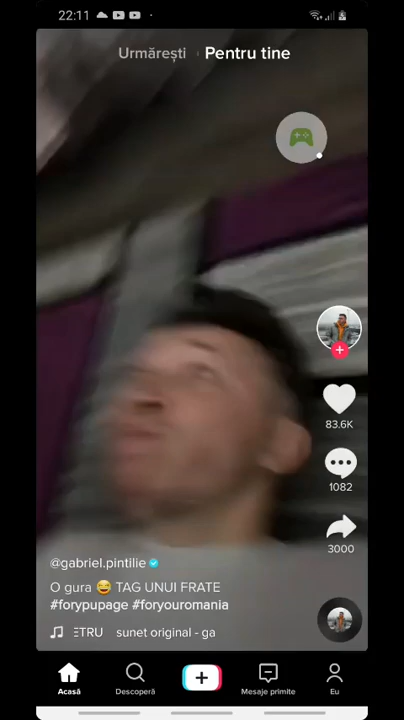 22:11
Urmărești Pentru tine
83.6K
1082
3000
@gabriel.pintilie
O gura 😂 TAG UNUI FRATE
#forypupage #foryouromania
ETRU sunet original - ga
Acasă Descoperă Mesaje primite Eu